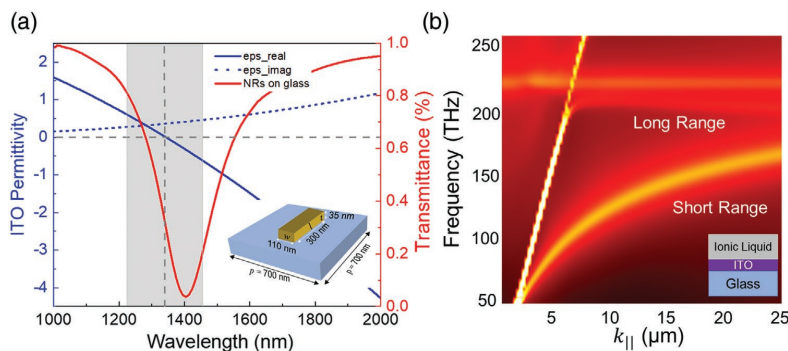 (a)
eps_real
eps_imag
NRs on glass
ITO Permittivity
2
1
0
-1
-2
-3
-4
1000
1200
1400
1600
1800
2000
Wavelength (nm)
1.0
0.8
0.6
0.4
0.2
0.0
Transmittance (%)
35 nm
300 nm
110 nm
w
p = 700 nm
p = 700 nm
(b)
Frequency (THz)
250
200
150
100
50
Long Range
Short Range
Ionic Liquid
ITO
Glass
5
10
15
20
25
k|| (µm)